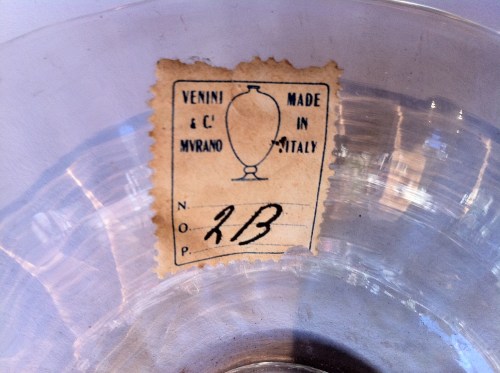 VENINI
& C.I
MVRANO
MADE
IN
ITALY
N.
O. 2B
P.